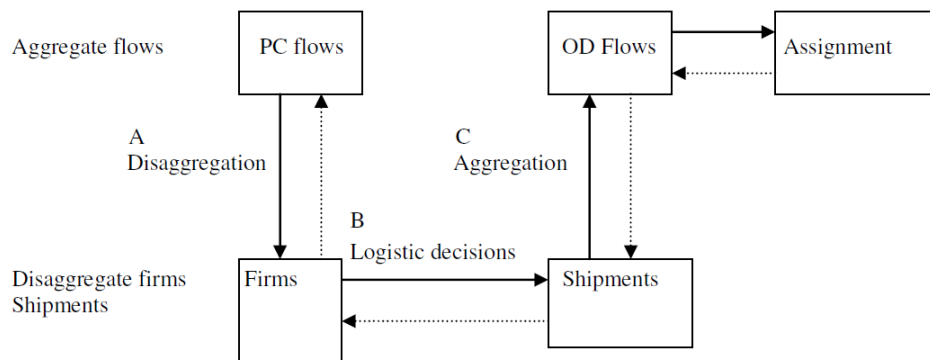 Aggregate flows
PC flows
OD Flows
Assignment
A
Disaggregation
C
Aggregation
B
Logistic decisions
Disaggregate firms
Shipments
Firms
Shipments